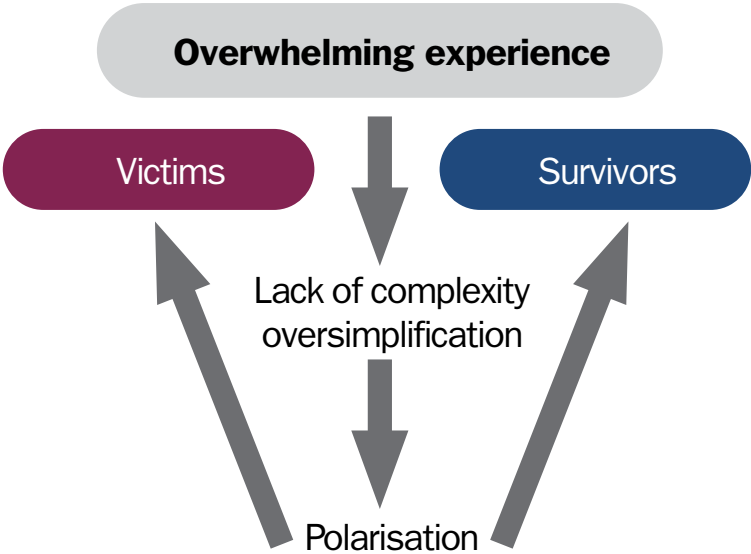 Overwhelming experience
Victims
Survivors
Lack of complexity
oversimplification
Polarisation